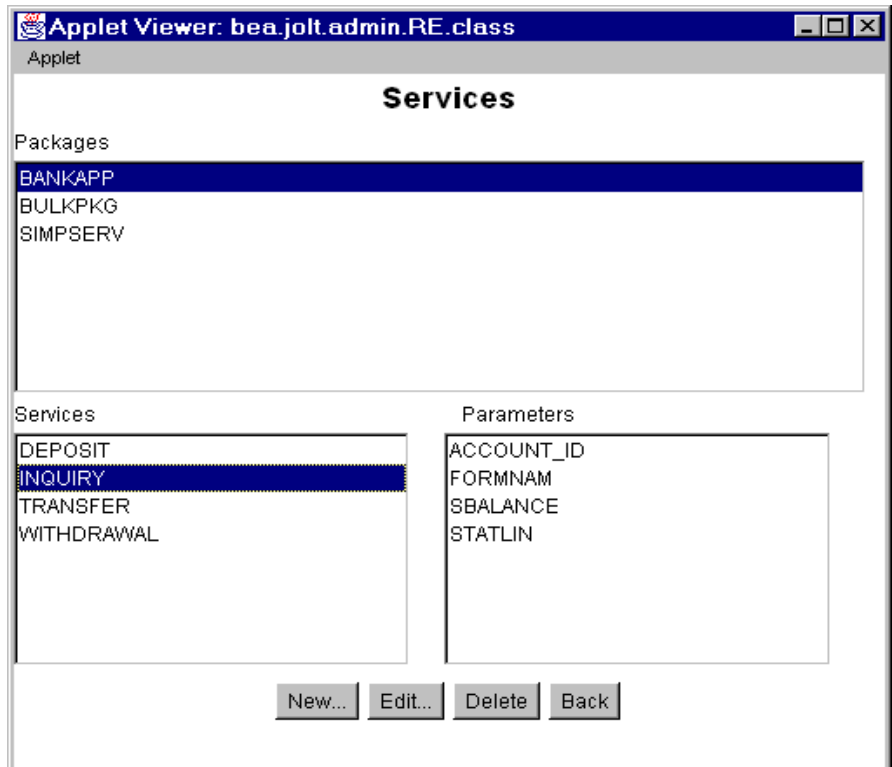 Applet Viewer: bea.jolt.admin.RE.class
Applet
Services
Packages
BANKAPP
BULKPKG
SIMPSERV
Services
DEPOSIT
INQUIRY
TRANSFER
WITHDRAWAL
Parameters
ACCOUNT_ID
FORMNAM
SBALANCE
STATLIN
New... Edit... Delete Back